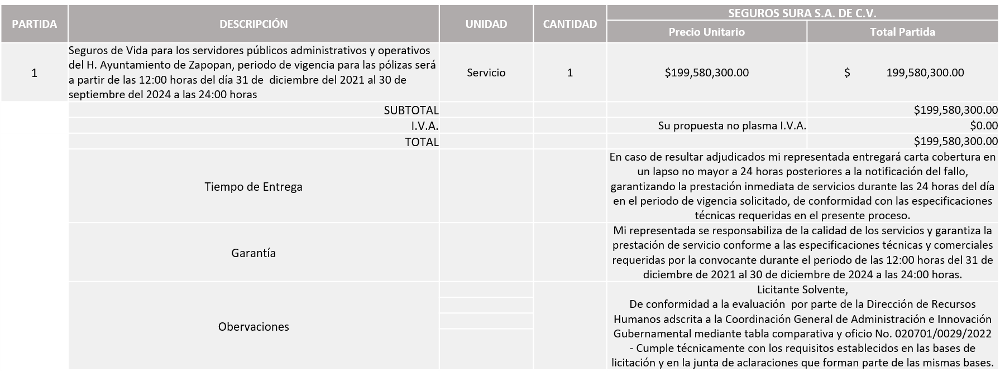 PARTIDA
DESCRIPCIÓN
UNIDAD
CANTIDAD
SEGUROS SURA S.A. DE C.V.
Precio Unitario
Total Partida
1
Seguros de Vida para los servidores públicos administrativos y operativos
del H. Ayuntamiento de Zapopan, periodo de vigencia para las pólizas será
a partir de las 12:00 horas del día 31 de  diciembre del 2021 al 30 de
septiembre del 2024 a las 24:00 horas
Servicio
1
$199,580,300.00
$ 199,580,300.00
SUBTOTAL
$199,580,300.00
I.V.A.
Su propuesta no plasma I.V.A.
$0.00
TOTAL
$199,580,300.00
Tiempo de Entrega
En caso de resultar adjudicados mi representada entregará carta cobertura en
un lapso no mayor a 24 horas posteriores a la notificación del fallo,
garantizando la prestación inmediata de servicios durante las 24 horas del día
en el periodo de vigencia solicitado, de conformidad con las especificaciones
técnicas requeridas en el presente proceso.
Garantía
Mi representada se responsabiliza de la calidad de los servicios y garantiza la
prestación de servicio conforme a las especificaciones técnicas y comerciales
requeridas por la convocante durante el periodo de las 12:00 horas del 31 de
diciembre de 2021 al 30 de diciembre de 2024 a las 24:00 horas.
Obervaciones
Licitante Solvente,
De conformidad a la evaluación  por parte de la Dirección de Recursos
Humanos adscrita a la Coordinación General de Administración e Innovación
Gubernamental mediante tabla comparativa y oficio No. 020701/0029/2022
- Cumple técnicamente con los requisitos establecidos en las bases de
licitación y en la junta de aclaraciones que forman parte de las mismas bases.